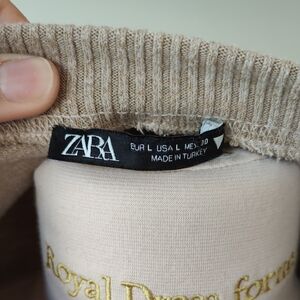 ZARA
EUR L USA L MEX 30
MADE IN TURKEY
Royal Dress forms